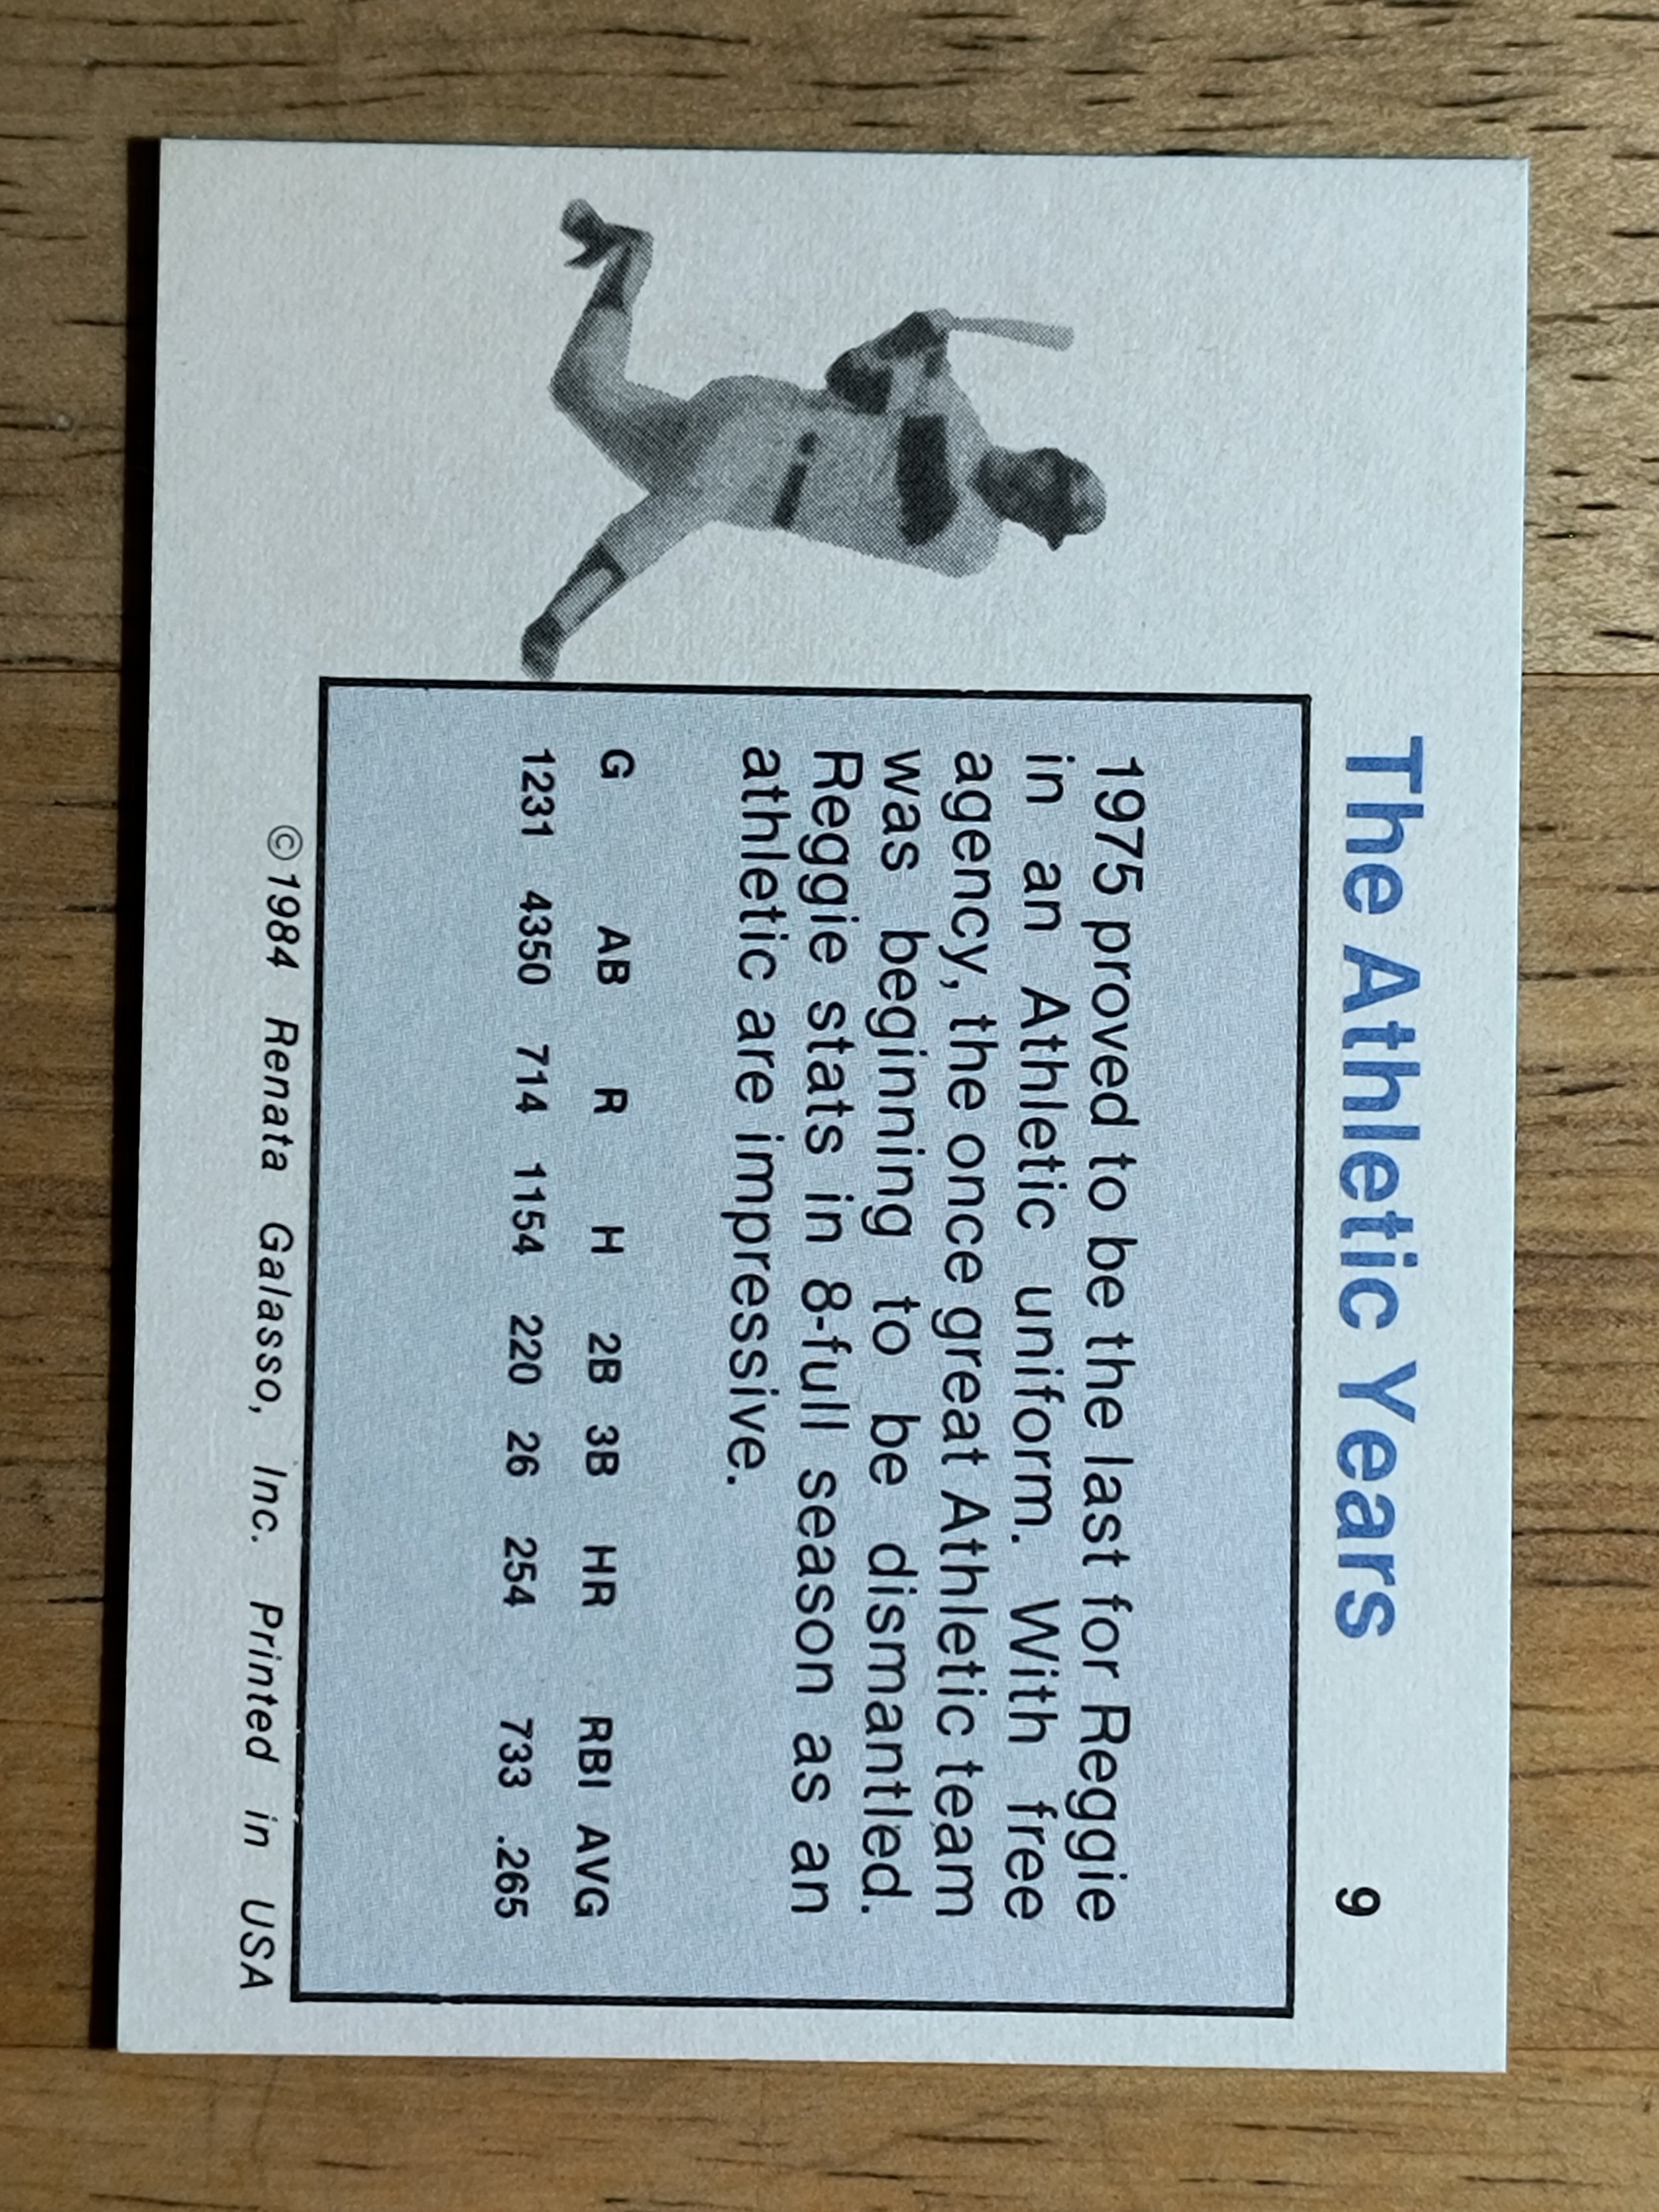 The Athletic Years 9
1975 proved to be the last for Reggie
in an Athletic uniform. With free
agency, the once great Athletic team
was beginning to be dismantled.
Reggie stats in 8-full season as an
athletic are impressive.
G AB R H 2B 3B HR RBI AVG
1231 4350 714 1154 220 26 254 733 .265
©1984 Renata Galasso, Inc. Printed in USA